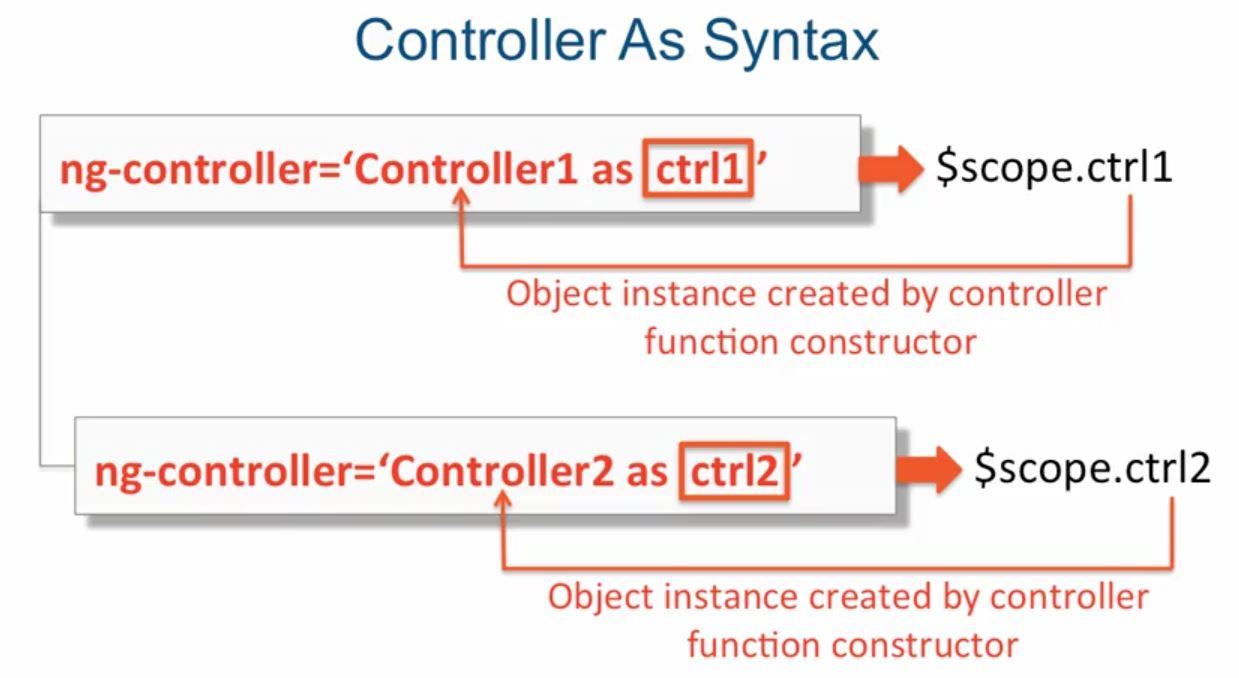 Controller As Syntax
ng-controller=‘Controller1 as ctrl1’
$scope.ctrl1
Object instance created by controller
function constructor
ng-controller=‘Controller2 as ctrl2’
$scope.ctrl2
Object instance created by controller
function constructor